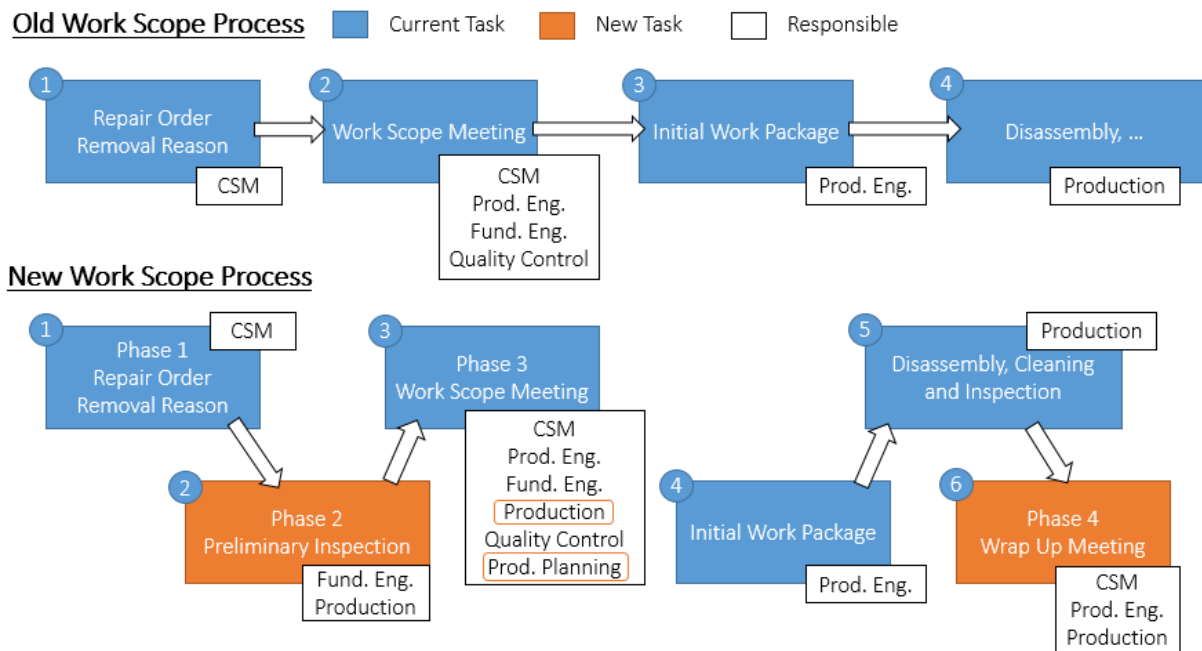 Old Work Scope Process
Current Task
New Task
Responsible
1
Repair Order
Removal Reason
CSM
2
Work Scope Meeting
CSM
Prod. Eng.
Fund. Eng.
Quality Control
3
Initial Work Package
Prod. Eng.
4
Disassembly, ...
Production
New Work Scope Process
1
CSM
Phase 1
Repair Order
Removal Reason
2
Phase 2
Preliminary Inspection
Fund. Eng.
Production
3
Phase 3
Work Scope Meeting
CSM
Prod. Eng.
Fund. Eng.
Production
Quality Control
Prod. Planning
4
Initial Work Package
Prod. Eng.
5
Production
Disassembly, Cleaning
and Inspection
6
Phase 4
Wrap Up Meeting
CSM
Prod. Eng.
Production